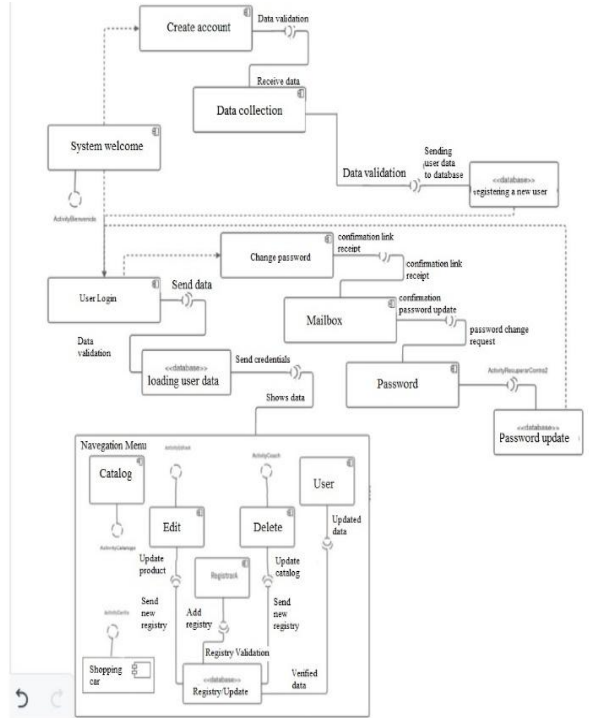 Create account
Data validation
Receive data
Data collection
System welcome
Data validation
Sending
user data
to database
<<database>>
registering a new user
ActivityBienvenido
Change password
confirmation link
receipt
confirmation link
receipt
User Login
Send data
Mailbox
confirmation
password update
password change
request
Data
validation
<<database>>
loading user data
Send credentials
Shows data
Password
ActivityRecuperarContra2
<<database>>
Password update
Navigation Menu
Catalog
ActivityCoach
User
Edit
Delete
Updated
data
Update
product
RegistrarA
Update
catalog
Send
new
registry
Add
registry
Send
new
registry
Registry Validation
Shopping
car
<<database>>
Registry/Update
Verified
data